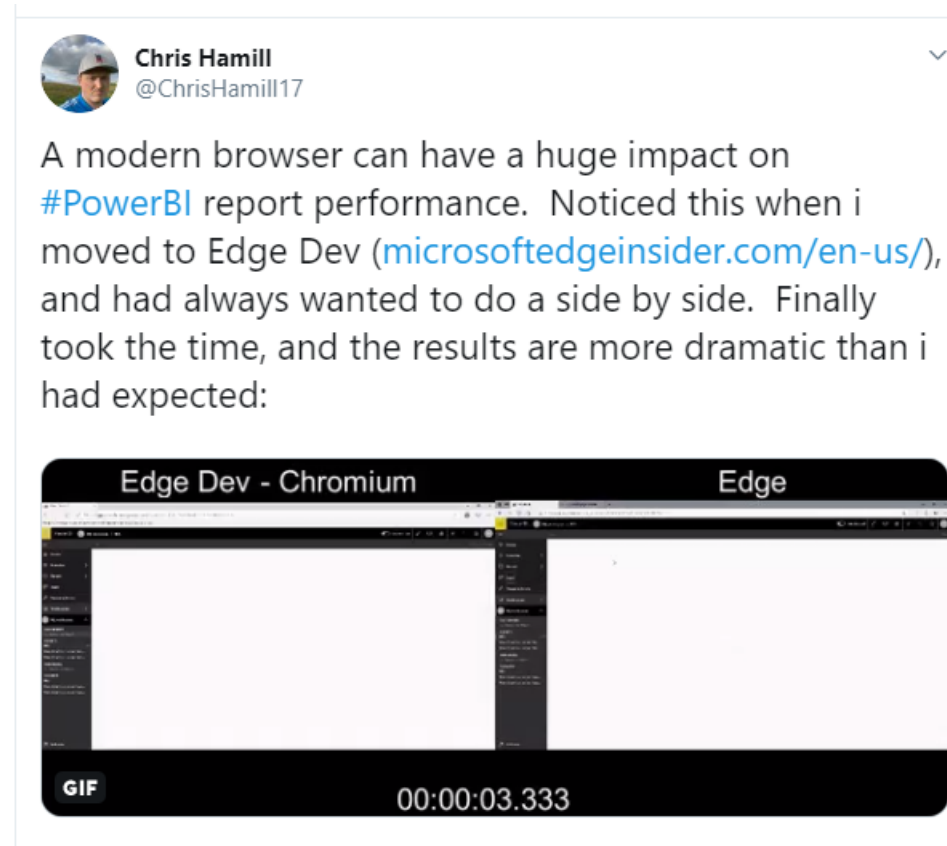 Chris Hamill
@ChrisHamill17
A modern browser can have a huge impact on
#PowerBI report performance.  Noticed this when i
moved to Edge Dev (microsoftedgeinsider.com/en-us/),
and had always wanted to do a side by side.  Finally
took the time, and the results are more dramatic than i
had expected:
Edge Dev - Chromium
Edge
GIF
00:00:03.333